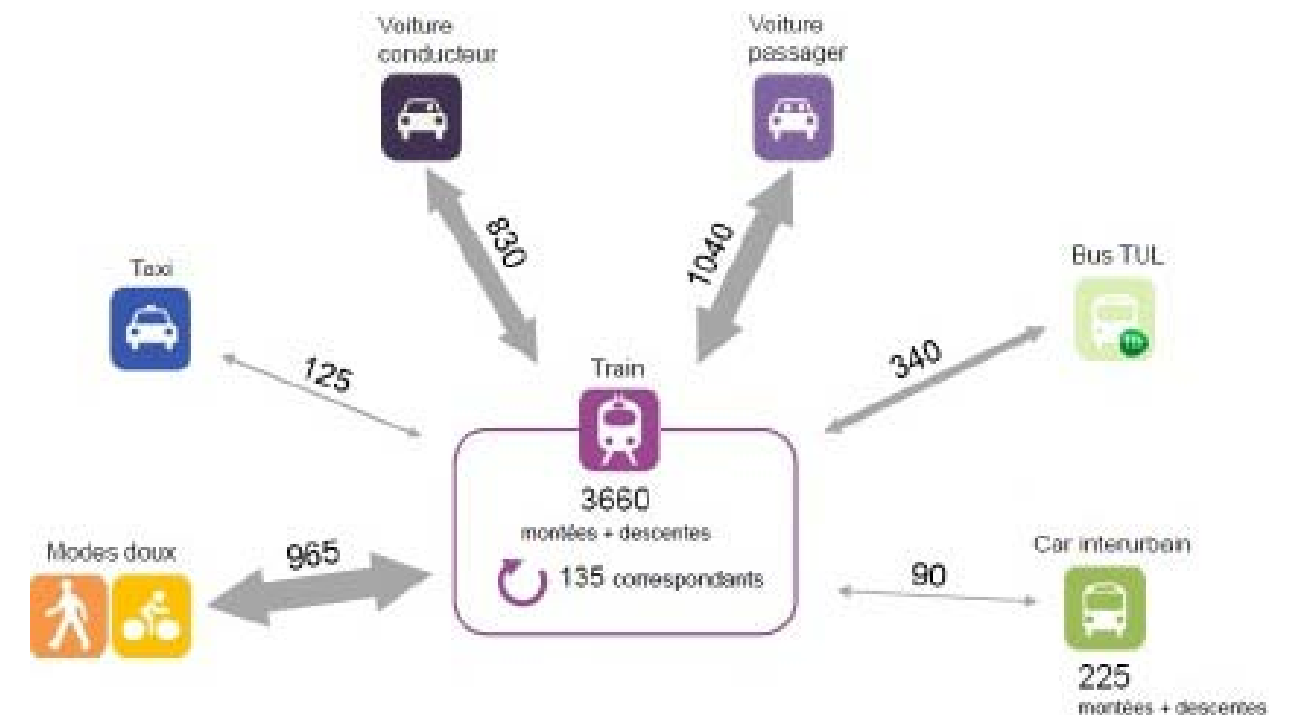 Voiture
conducteur
Voiture
passager
830
1040
Taxi
Bus TUL
125
340
Train
3660
montées + descentes
135 correspondants
Modes doux
965
Car interurbain
90
225
montées + descentes